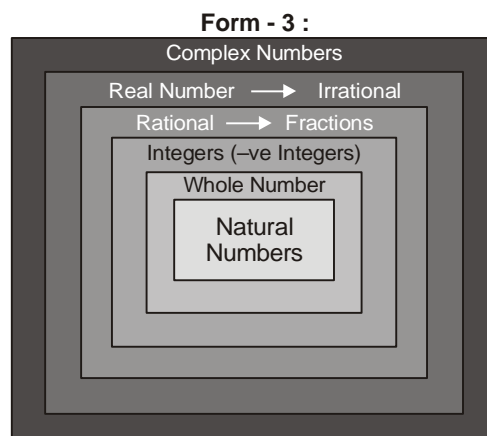 Form - 3 :
Complex Numbers
Real Number ⟶ Irrational
Rational ⟶ Fractions
Integers (–ve Integers)
Whole Number
Natural
Numbers